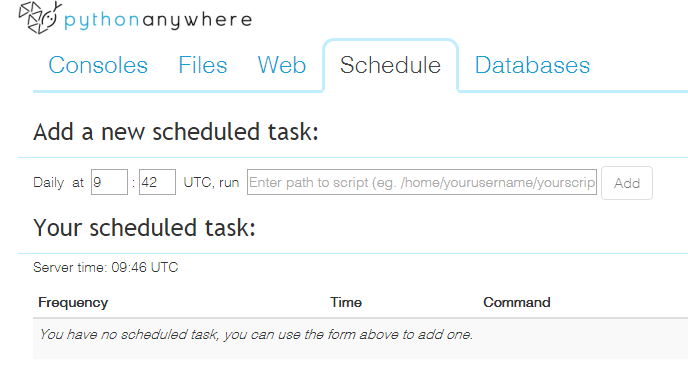 pythonanywhere
Consoles Files Web Schedule Databases
Add a new scheduled task:
Daily at 9 : 42 UTC, run Enter path to script (eg. /home/yourusername/yourscrip Add
Your scheduled task:
Server time: 09:46 UTC
Frequency Time Command
You have no scheduled task, you can use the form above to add one.